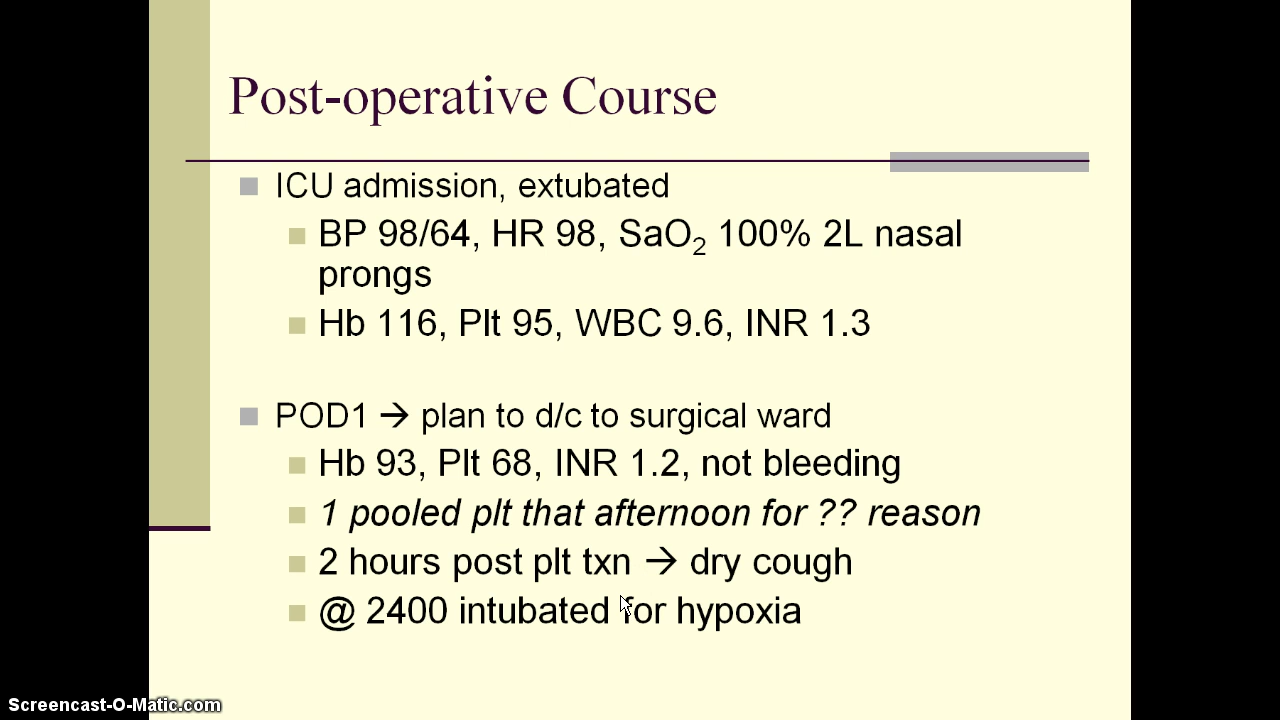 Post-operative Course
ICU admission, extubated
BP 98/64, HR 98, SaO₂ 100% 2L nasal
prongs
Hb 116, Plt 95, WBC 9.6, INR 1.3
POD1 → plan to d/c to surgical ward
Hb 93, Plt 68, INR 1.2, not bleeding
1 pooled plt that afternoon for ?? reason
2 hours post plt txn → dry cough
@ 2400 intubated for hypoxia
Screencast-O-Matic.com